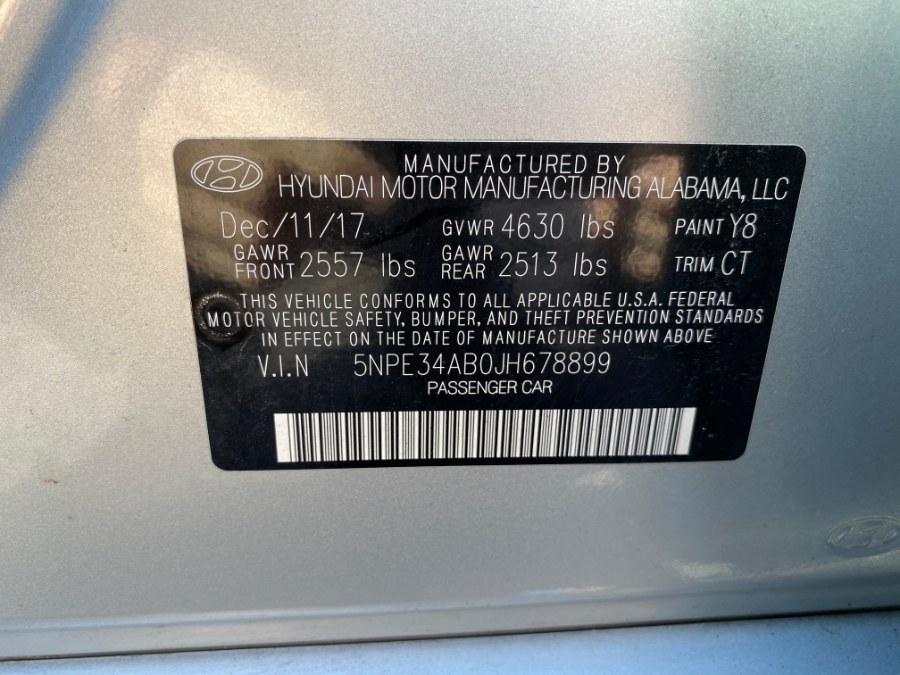 MANUFACTURED BY
HYUNDAI MOTOR MANUFACTURING ALABAMA, LLC
Dec/11/17 GVWR 4630 lbs PAINT Y8
GAWR FRONT 2557 lbs GAWR REAR 2513 lbs TRIM CT
THIS VEHICLE CONFORMS TO ALL APPLICABLE U.S.A. FEDERAL
MOTOR VEHICLE SAFETY, BUMPER, AND THEFT PREVENTION STANDARDS
IN EFFECT ON THE DATE OF MANUFACTURE SHOWN ABOVE
V.I.N 5NPE34AB0JH678899
PASSENGER CAR